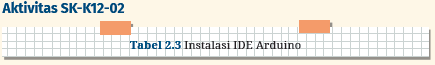 Aktivitas SK-K12-02
Tabel 2.3 Instalasi IDE Arduino